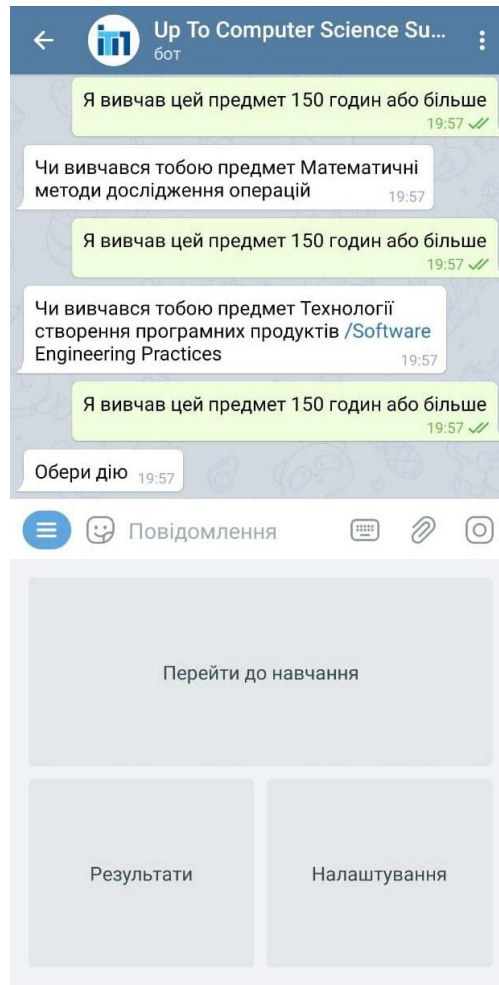 Up To Computer Science Su...
бот
Я вивчав цей предмет 150 годин або більше
19:57
Чи вивчався тобою предмет Математичні
методи дослідження операцій
19:57
Я вивчав цей предмет 150 годин або більше
19:57
Чи вивчався тобою предмет Технології
створення програмних продуктів /Software
Engineering Practices
19:57
Я вивчав цей предмет 150 годин або більше
19:57
Обери дію 19:57
Повідомлення
Перейти до навчання
Результати
Налаштування